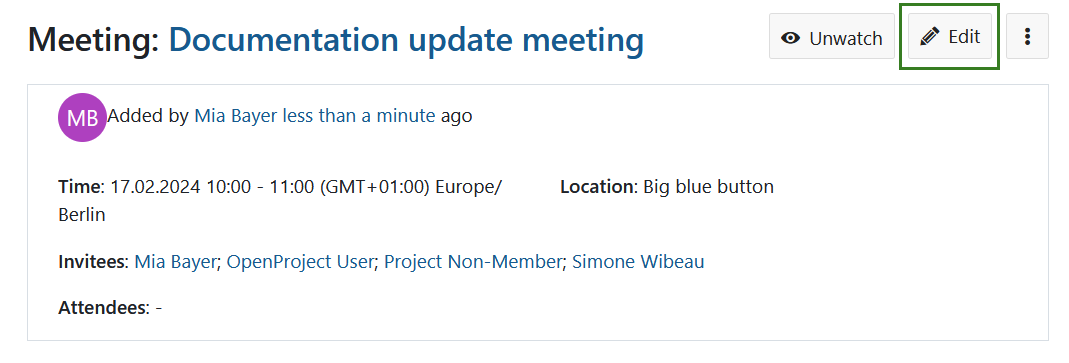 Meeting: Documentation update meeting
Unwatch
Edit
MB
Added by Mia Bayer less than a minute ago
Time: 17.02.2024 10:00 - 11:00 (GMT+01:00) Europe/
Berlin
Location: Big blue button
Invitees: Mia Bayer; OpenProject User; Project Non-Member; Simone Wibeau
Attendees: -